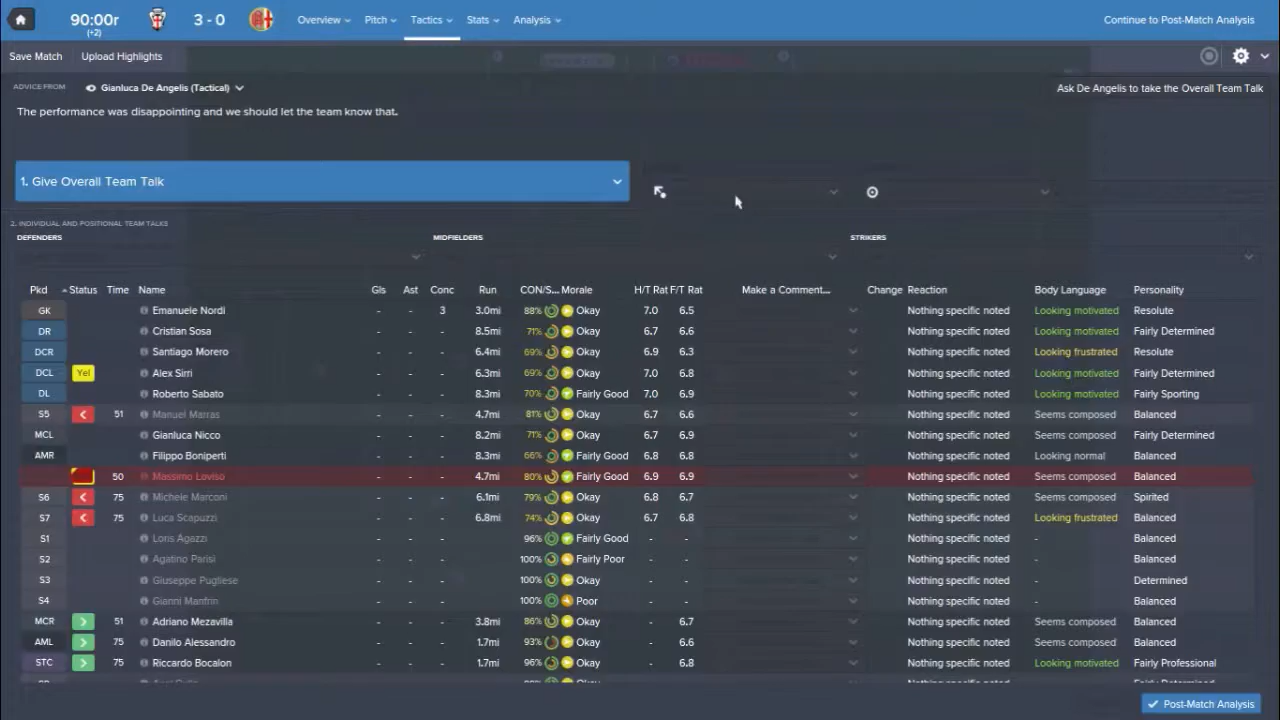 90:00r 3 - 0 Overview Pitch Tactics Stats Analysis Continue to Post-Match Analysis
(+2)
Save Match Upload Highlights
ADVICE FROM Gianluca De Angelis (Tactical) Ask De Angelis to take the Overall Team Talk
The performance was disappointing and we should let the team know that.
1. Give Overall Team Talk
2. INDIVIDUAL AND POSITIONAL TEAM TALKS
DEFENDERS MIDFIELDERS STRIKERS
Pkd Status Time Name Gls Ast Conc Run CON/S... Morale H/T Rat F/T Rat Make a Comment... Change Reaction Body Language Personality
GK Emanuele Nordi - - 3 3.0mi 88% Okay 7.0 6.5 Nothing specific noted Looking motivated Resolute
DR Cristian Sosa - - - 8.5mi 71% Okay 6.7 6.6 Nothing specific noted Looking motivated Fairly Determined
DCR Santiago Morero - - - 6.4mi 69% Okay 6.9 6.3 Nothing specific noted Looking frustrated Resolute
DCL Yel Alex Sirri - - - 6.3mi 69% Okay 7.0 6.8 Nothing specific noted Looking motivated Fairly Determined
DL Roberto Sabato - - - 8.3mi 70% Fairly Good 7.0 6.9 Nothing specific noted Looking motivated Fairly Sporting
S5 51 Manuel Marras - - - 4.7mi 81% Okay 6.7 6.6 Nothing specific noted Seems composed Balanced
MCL Gianluca Nicco - - - 8.2mi 71% Okay 6.7 6.9 Nothing specific noted Seems composed Fairly Determined
AMR Filippo Boniperti - - - 8.3mi 66% Fairly Good 6.8 6.8 Nothing specific noted Looking normal Balanced
50 Massimo Loviso - - - 4.7mi 80% Fairly Good 6.9 6.9 Nothing specific noted Seems composed Balanced
S6 75 Michele Marconi - - - 6.1mi 79% Okay 6.8 6.7 Nothing specific noted Seems composed Spirited
S7 75 Luca Scapuzzi - - - 6.8mi 74% Okay 6.7 6.8 Nothing specific noted Looking frustrated Balanced
S1 Loris Agazzi - - - 96% Fairly Good - - Nothing specific noted - Balanced
S2 Agatino Parisi - - - 100% Fairly Poor - - Nothing specific noted - Balanced
S3 Giuseppe Pugliese - - - 100% Okay - - Nothing specific noted - Determined
S4 Gianni Manfrin - - - 100% Poor - - Nothing specific noted - Balanced
MCR 51 Adriano Mezavilla - - - 3.8mi 86% Okay - 6.7 Nothing specific noted Seems composed Balanced
AML 75 Danilo Alessandro - - - 1.7mi 93% Okay - 6.6 Nothing specific noted Seems composed Balanced
STC 75 Riccardo Bocalon - - - 1.7mi 96% Okay - 6.8 Nothing specific noted Looking motivated Fairly Professional
Post-Match Analysis